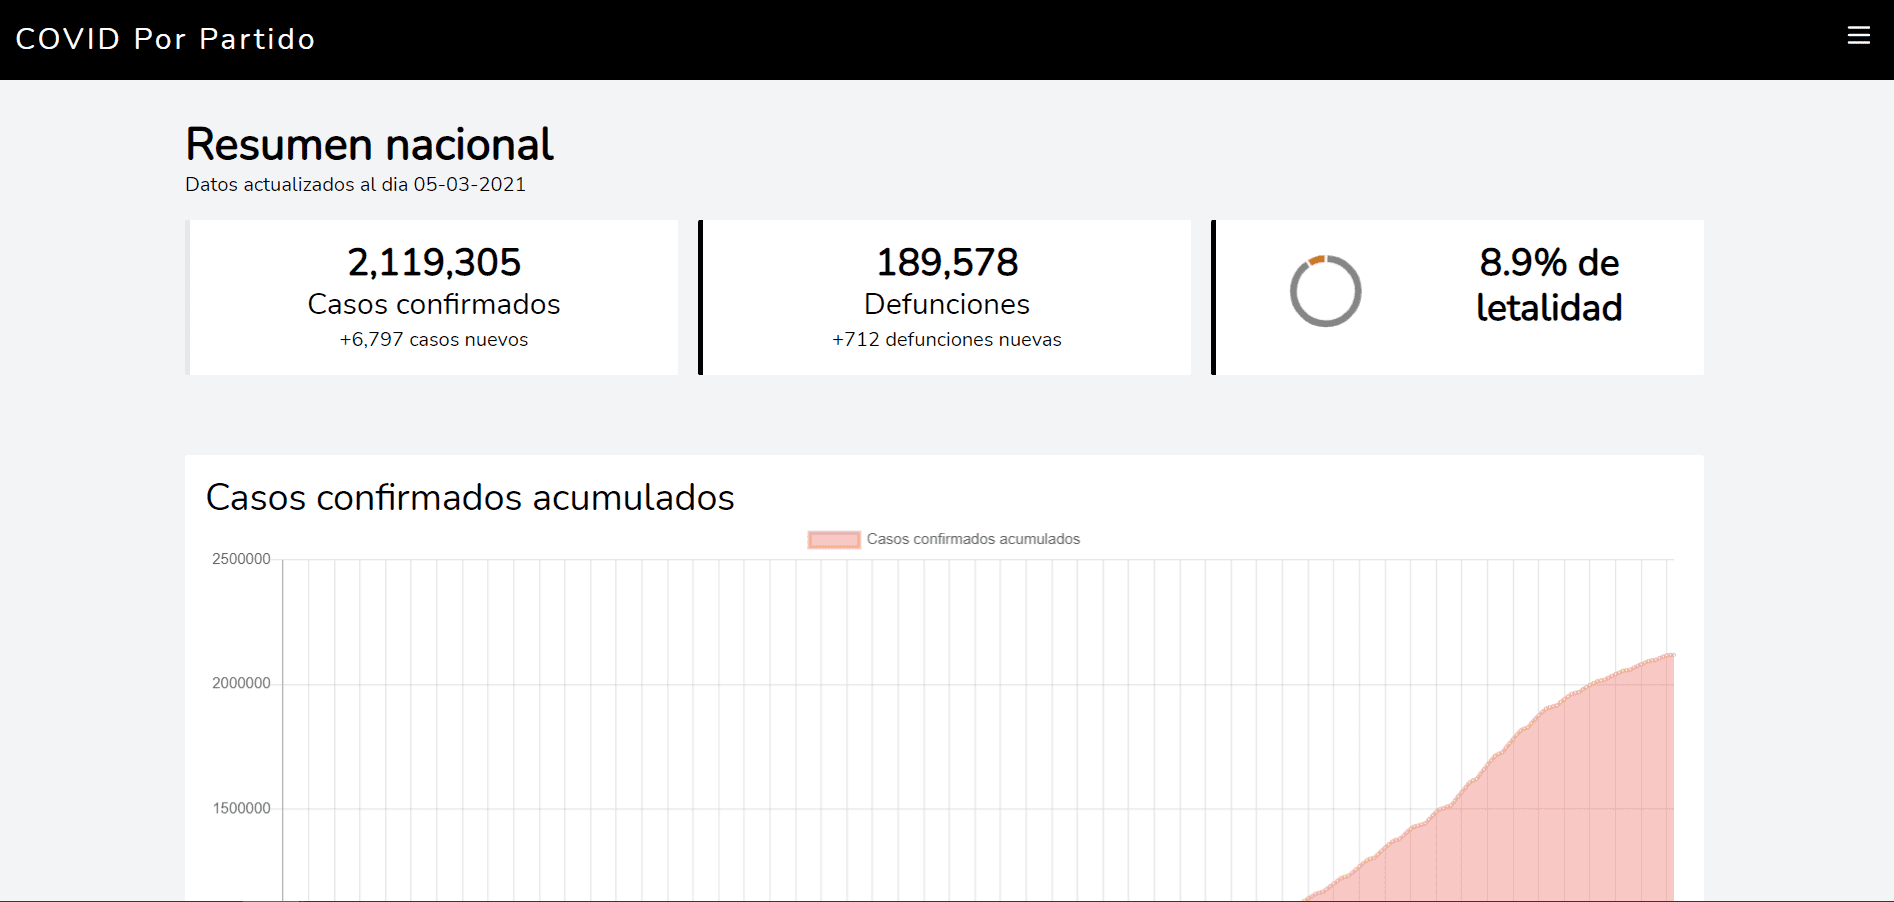 COVID Por Partido
Resumen nacional
Datos actualizados al dia 05-03-2021
2,119,305
Casos confirmados
+6,797 casos nuevos
189,578
Defunciones
+712 defunciones nuevas
8.9% de
letalidad
Casos confirmados acumulados
Casos confirmados acumulados
2500000
2000000
1500000